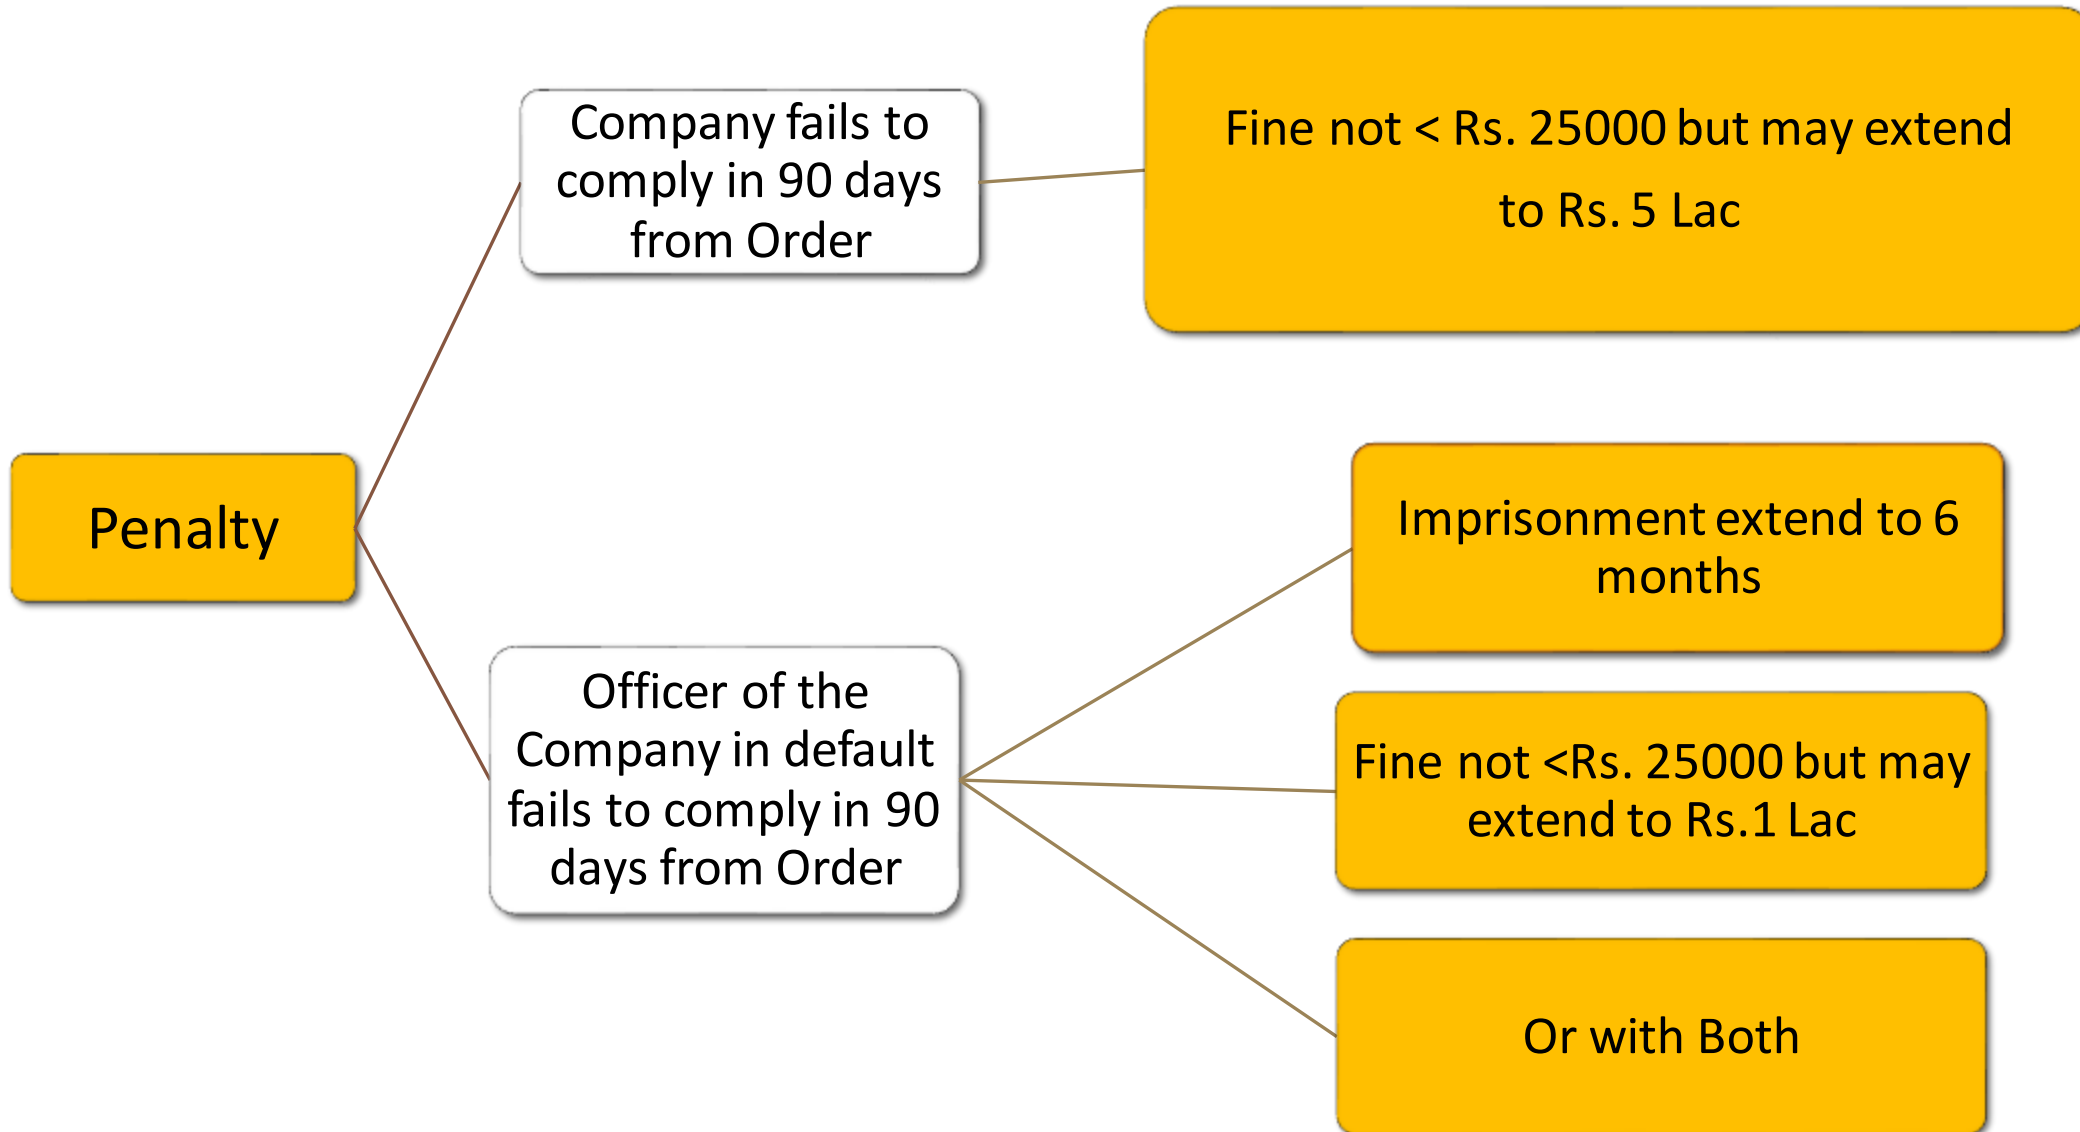 Penalty
Company fails to
comply in 90 days
from Order
Fine not < Rs. 25000 but may extend
to Rs. 5 Lac
Officer of the
Company in default
fails to comply in 90
days from Order
Imprisonment extend to 6
months
Fine not <Rs. 25000 but may
extend to Rs.1 Lac
Or with Both